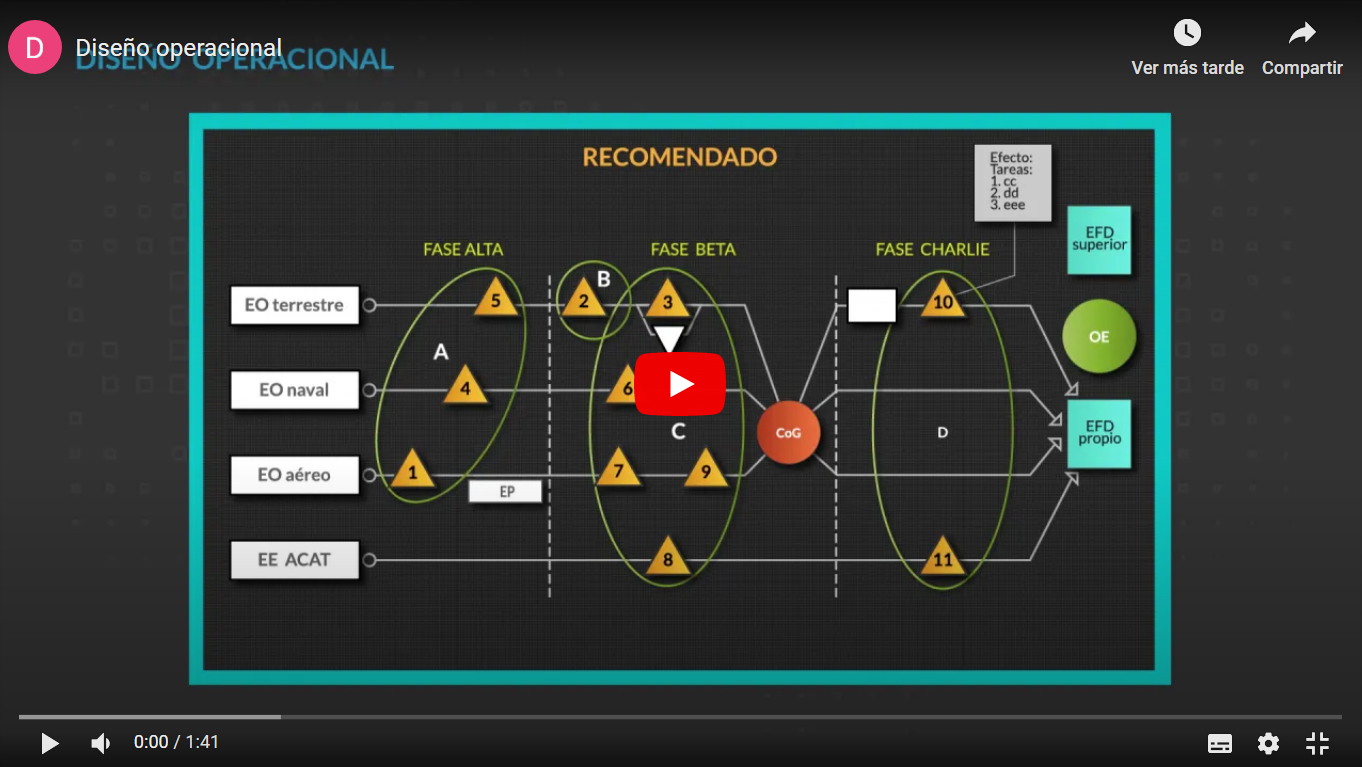 D
Diseño operacional
DISEÑO OPERACIONAL
Ver más tarde
Compartir
RECOMENDADO
Efecto:
Tareas:
1. cc
2. dd
3. eee
EFD
superior
FASE ALTA
FASE BETA
FASE CHARLIE
EO terrestre
5
2
B
3
10
OE
A
EO naval
4
6
C
CoG
D
EFD
propio
EO aéreo
1
EP
7
9
EE ACAT
8
11
0:00 / 1:41